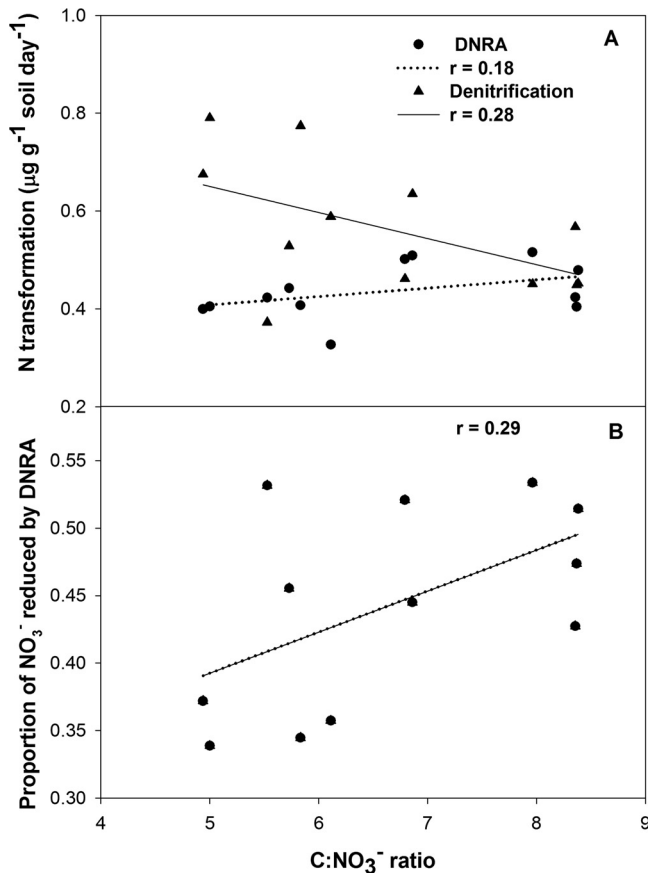 1.0
0.8
0.6
0.4
0.2
N transformation (µg g⁻¹ soil day⁻¹)
A
DNRA
r = 0.18
Denitrification
r = 0.28
0.55
0.50
0.45
0.40
0.35
0.30
Proportion of NO₃⁻ reduced by DNRA
r = 0.29
B
4 5 6 7 8 9
C:NO₃⁻ ratio